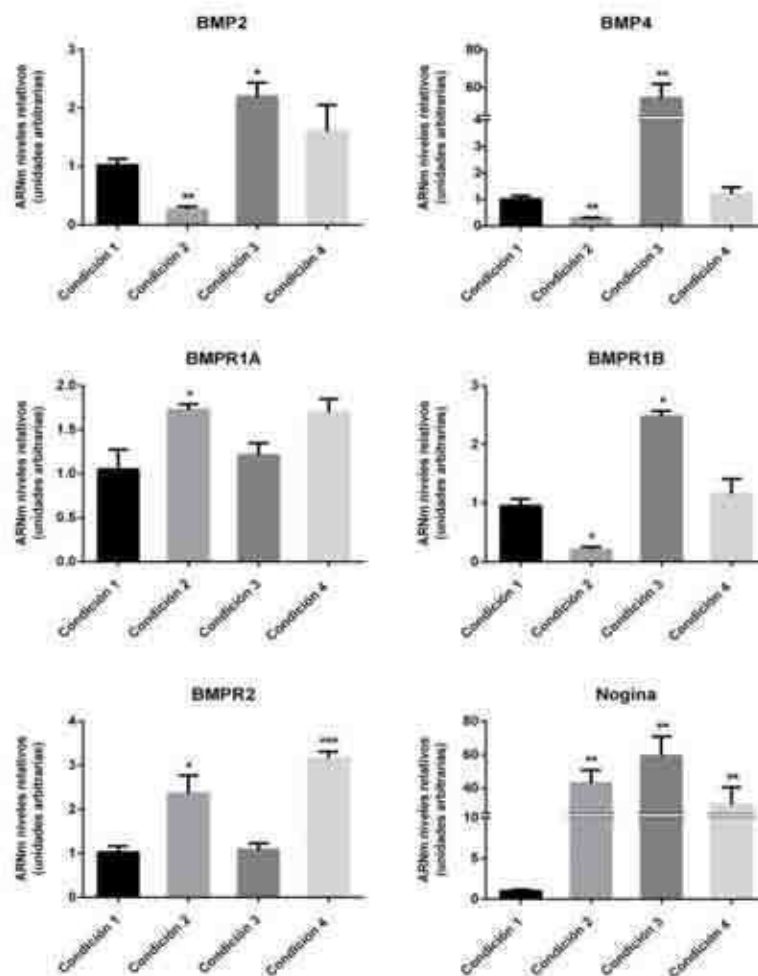 BMP2
ARNm niveles relativos
(unidades arbitrarias)
3
2
1
0
**
*
Condición 1
Condición 2
Condición 3
Condición 4
BMP4
ARNm niveles relativos
(unidades arbitrarias)
80
60
4
3
2
1
0
**
**
Condición 1
Condición 2
Condición 3
Condición 4
BMPR1A
ARNm niveles relativos
(unidades arbitrarias)
2.0
1.5
1.0
0.5
0.0
*
Condición 1
Condición 2
Condición 3
Condición 4
BMPR1B
ARNm niveles relativos
(unidades arbitrarias)
3
2
1
0
*
*
Condición 1
Condición 2
Condición 3
Condición 4
BMPR2
ARNm niveles relativos
(unidades arbitrarias)
4
3
2
1
0
*
***
Condición 1
Condición 2
Condición 3
Condición 4
Nogina
ARNm niveles relativos
(unidades arbitrarias)
80
60
40
10
5
0
**
**
**
Condición 1
Condición 2
Condición 3
Condición 4